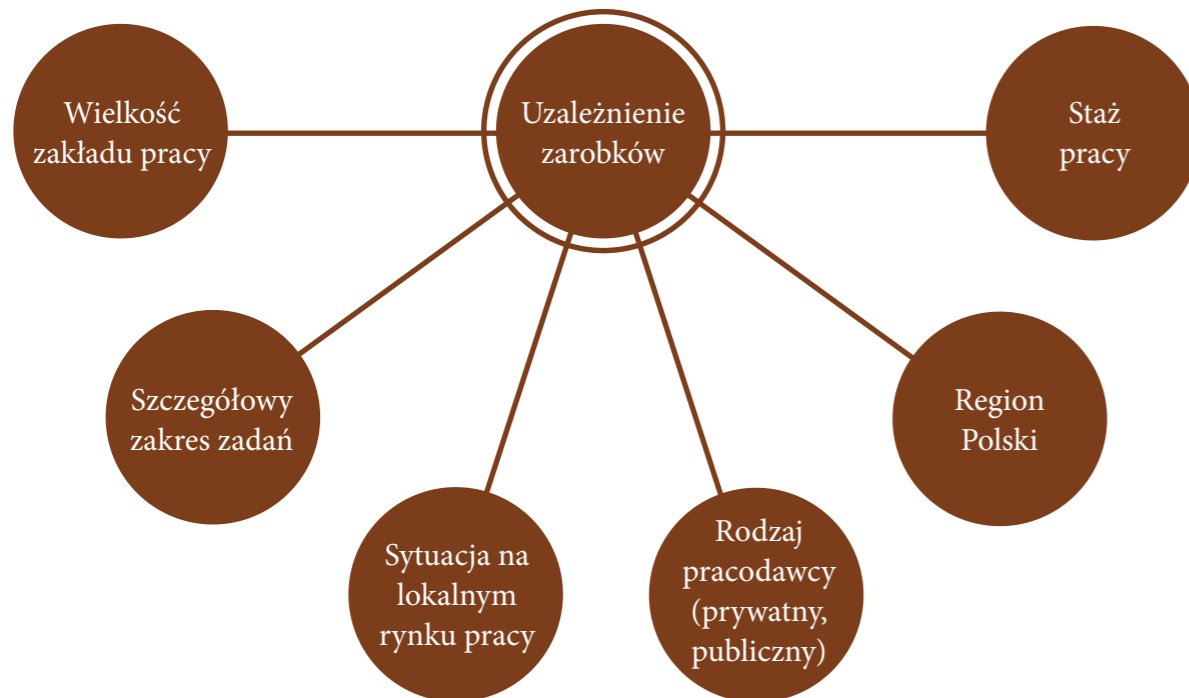 Wielkość
zakładu pracy
Uzależnienie
zarobków
Staż
pracy
Szczegółowy
zakres zadań
Region
Polski
Sytuacja na
lokalnym
rynku pracy
Rodzaj
pracodawcy
(prywatny,
publiczny)